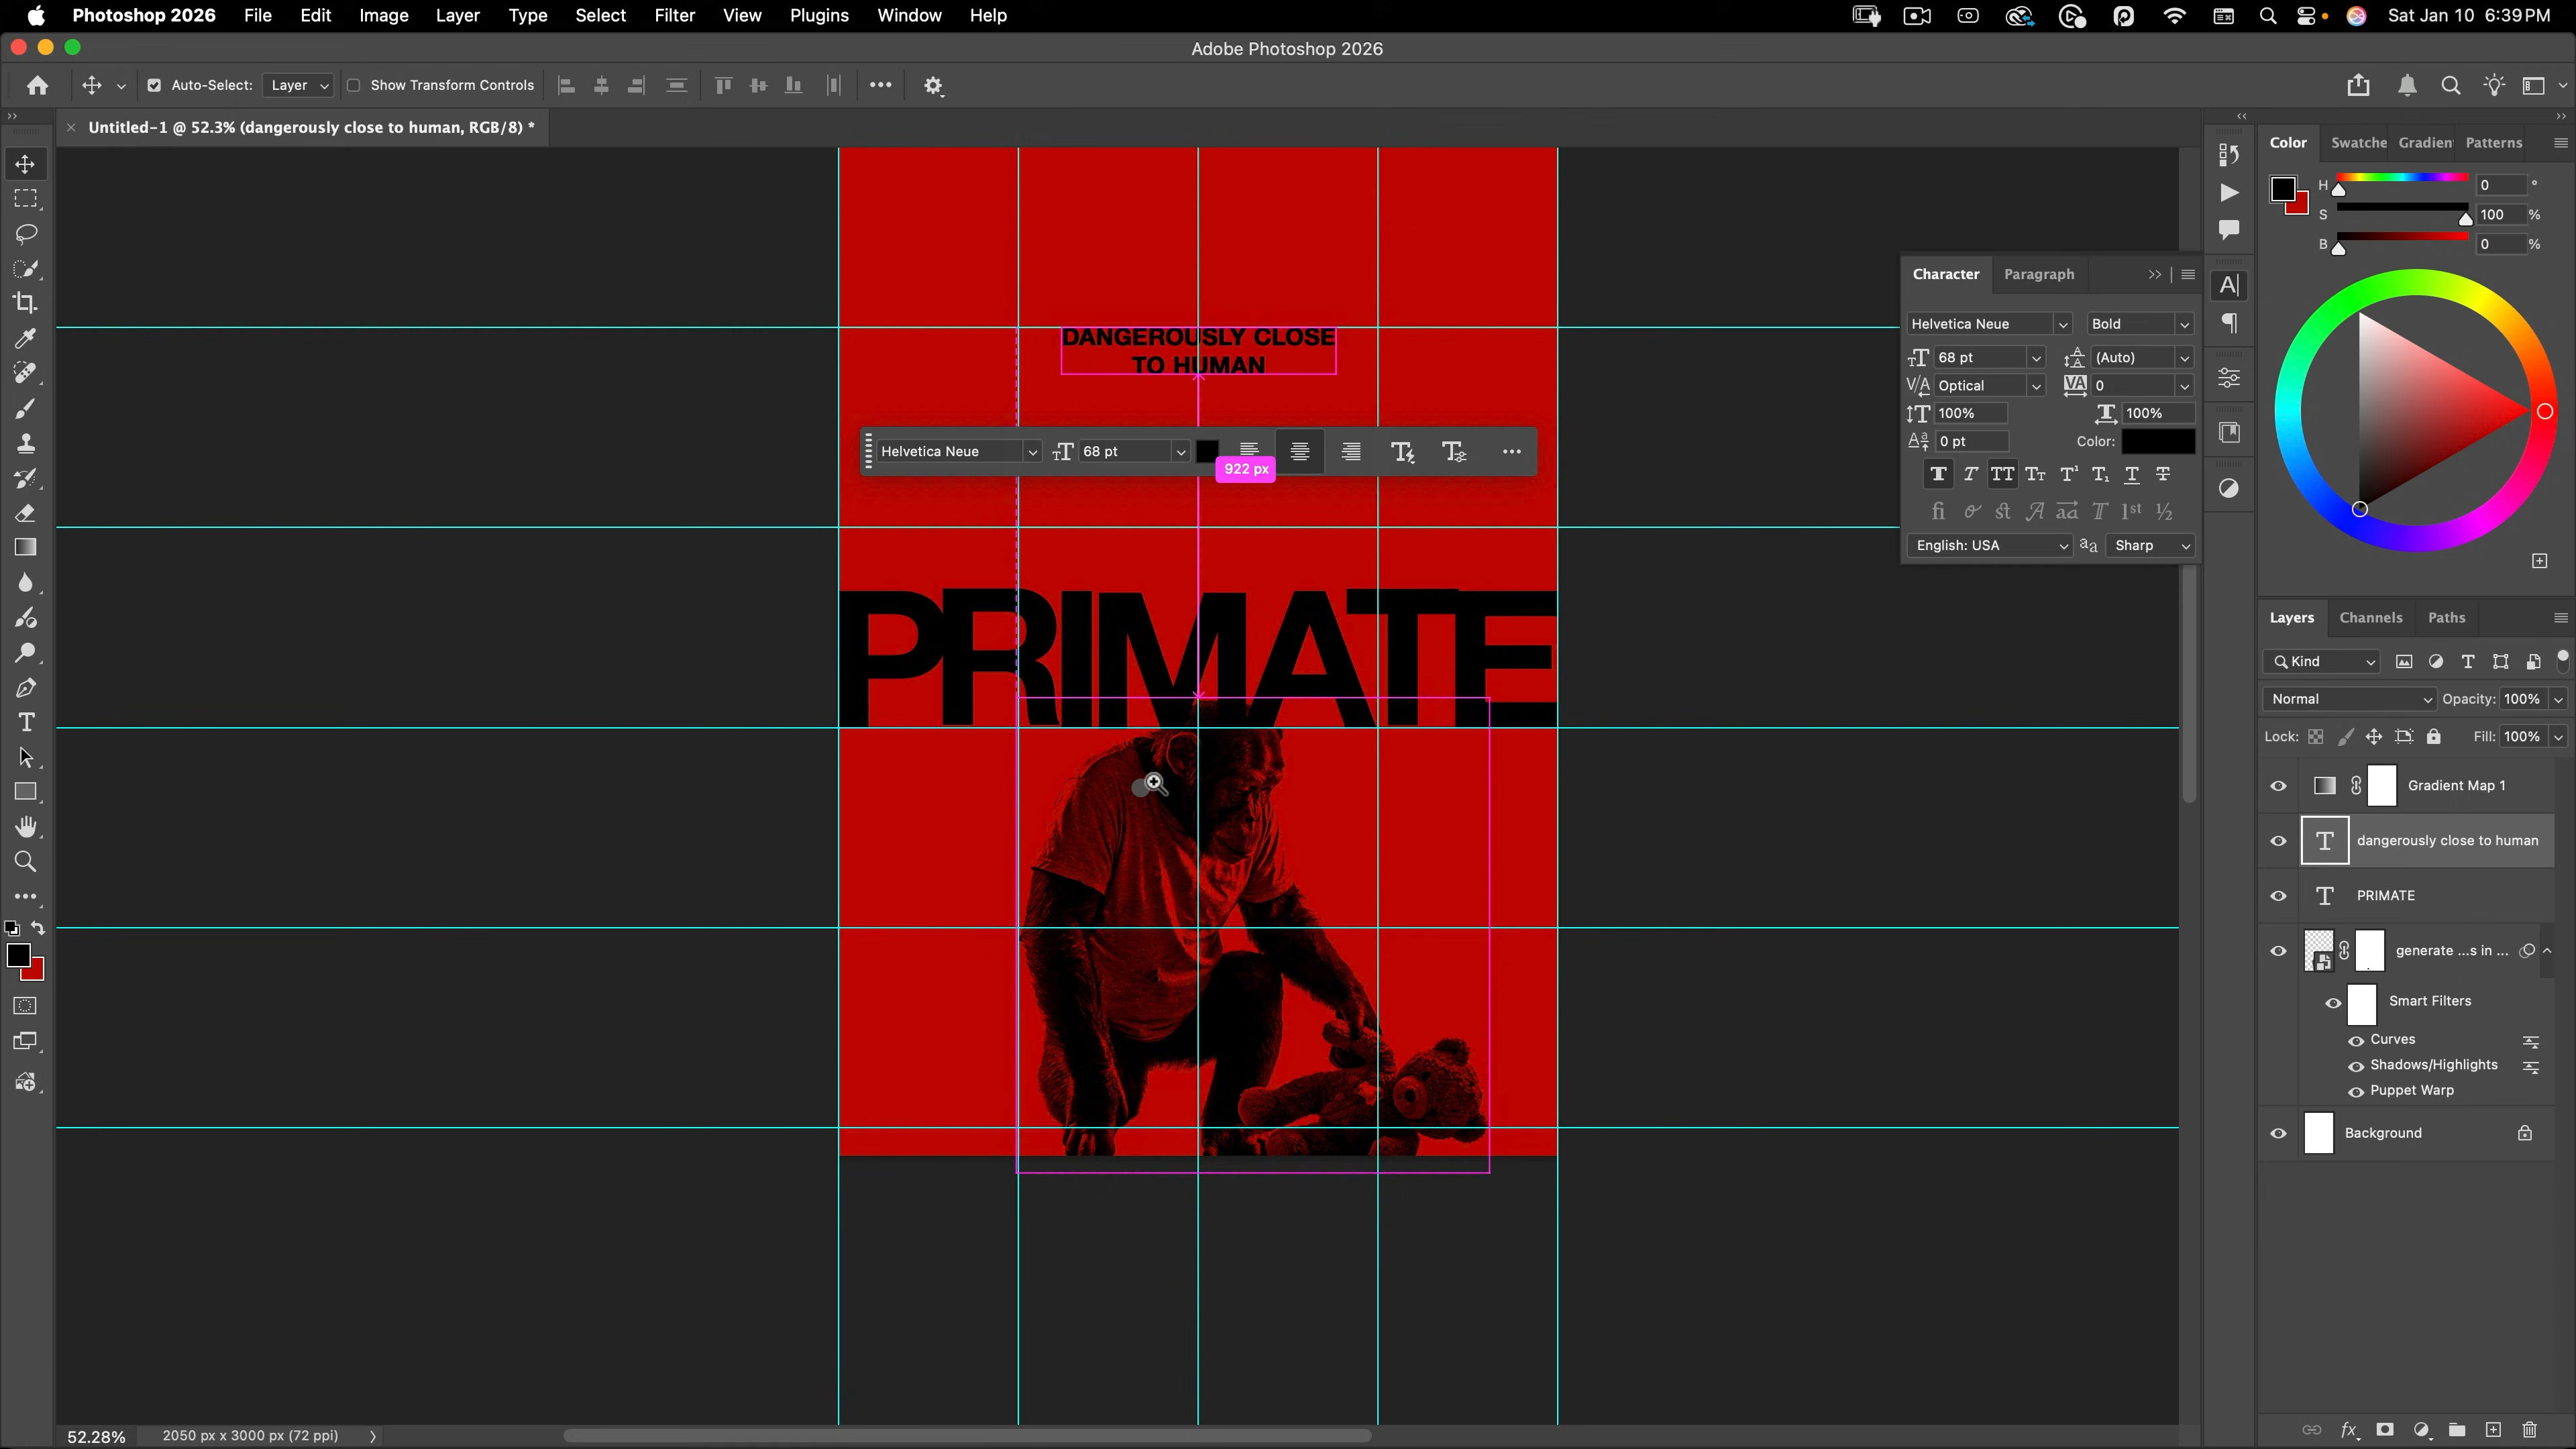 Photoshop 2026 File Edit Image Layer Type Select Filter View Plugins Window Help Sat Jan 10 6:39 PM
Adobe Photoshop 2026
Auto-Select: Layer Show Transform Controls
Untitled-1 @ 52.3% (dangerously close to human, RGB/8) *
DANGEROUSLY CLOSE
TO HUMAN
Helvetica Neue 68 pt
922 px
PRIMATE
Character Paragraph
Helvetica Neue Bold
68 pt (Auto)
Optical 0
100% 100%
0 pt Color:
English: USA Sharp
Color Swatche Gradien Patterns
H 0 °
S 100 %
B 0 %
Layers Channels Paths
Kind
Normal Opacity: 100%
Lock: Fill: 100%
Gradient Map 1
dangerously close to human
PRIMATE
generate ...s in ...
Smart Filters
Curves
Shadows/Highlights
Puppet Warp
Background
52.28% 2050 px x 3000 px (72 ppi)